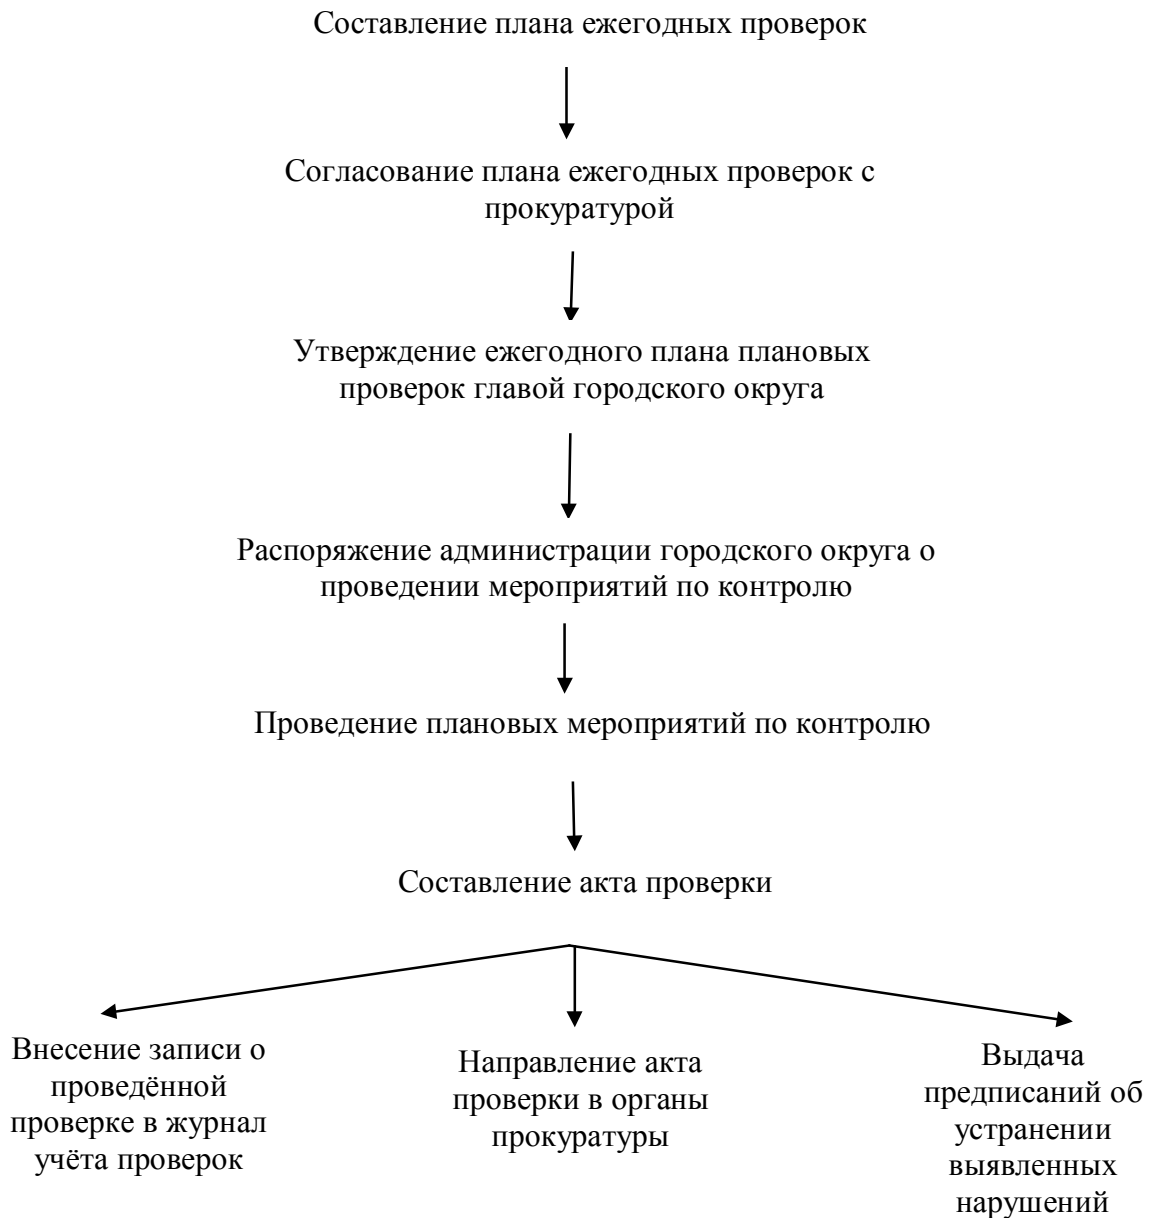 Составление плана ежегодных проверок
Согласование плана ежегодных проверок с
прокуратурой
Утверждение ежегодного плана плановых
проверок главой городского округа
Распоряжение администрации городского округа о
проведении мероприятий по контролю
Проведение плановых мероприятий по контролю
Составление акта проверки
Внесение записи о
проведённой
проверке в журнал
учёта проверок
Направление акта
проверки в органы
прокуратуры
Выдача
предписаний об
устранении
выявленных
нарушений